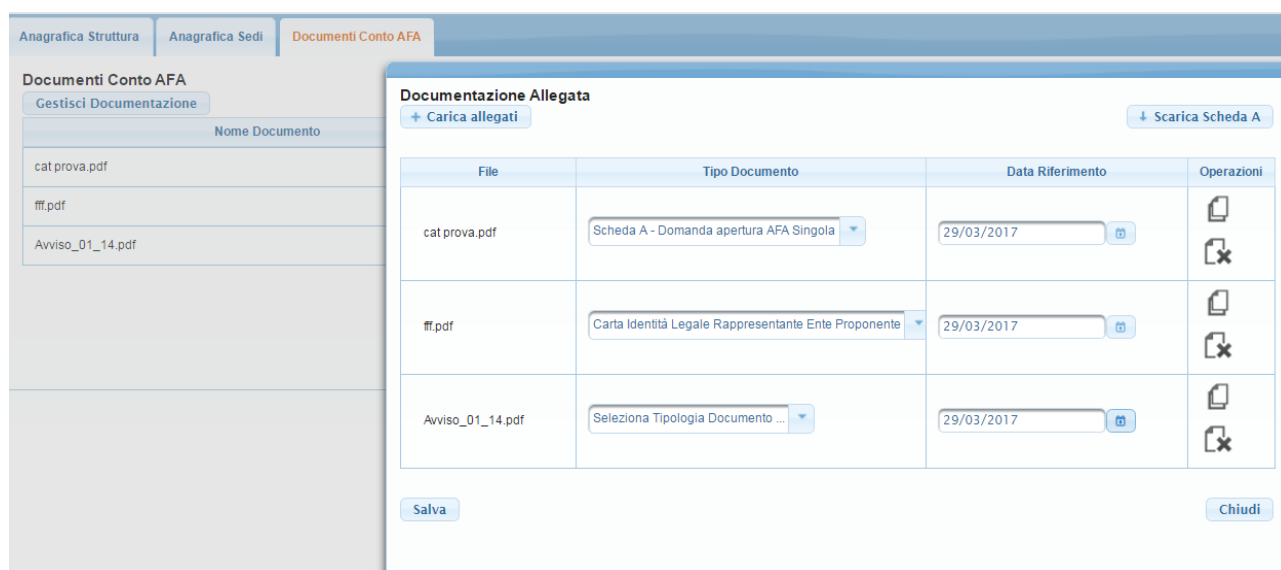 Anagrafica Struttura
Anagrafica Sedi
Documenti Conto AFA
Documenti Conto AFA
Gestisci Documentazione
Nome Documento
cat prova.pdf
fff.pdf
Avviso_01_14.pdf
Documentazione Allegata
+ Carica allegati
Scarica Scheda A
File Tipo Documento Data Riferimento Operazioni
cat prova.pdf Scheda A - Domanda apertura AFA Singola 29/03/2017
fff.pdf Carta Identità Legale Rappresentante Ente Proponente 29/03/2017
Avviso_01_14.pdf Seleziona Tipologia Documento ... 29/03/2017
Salva
Chiudi